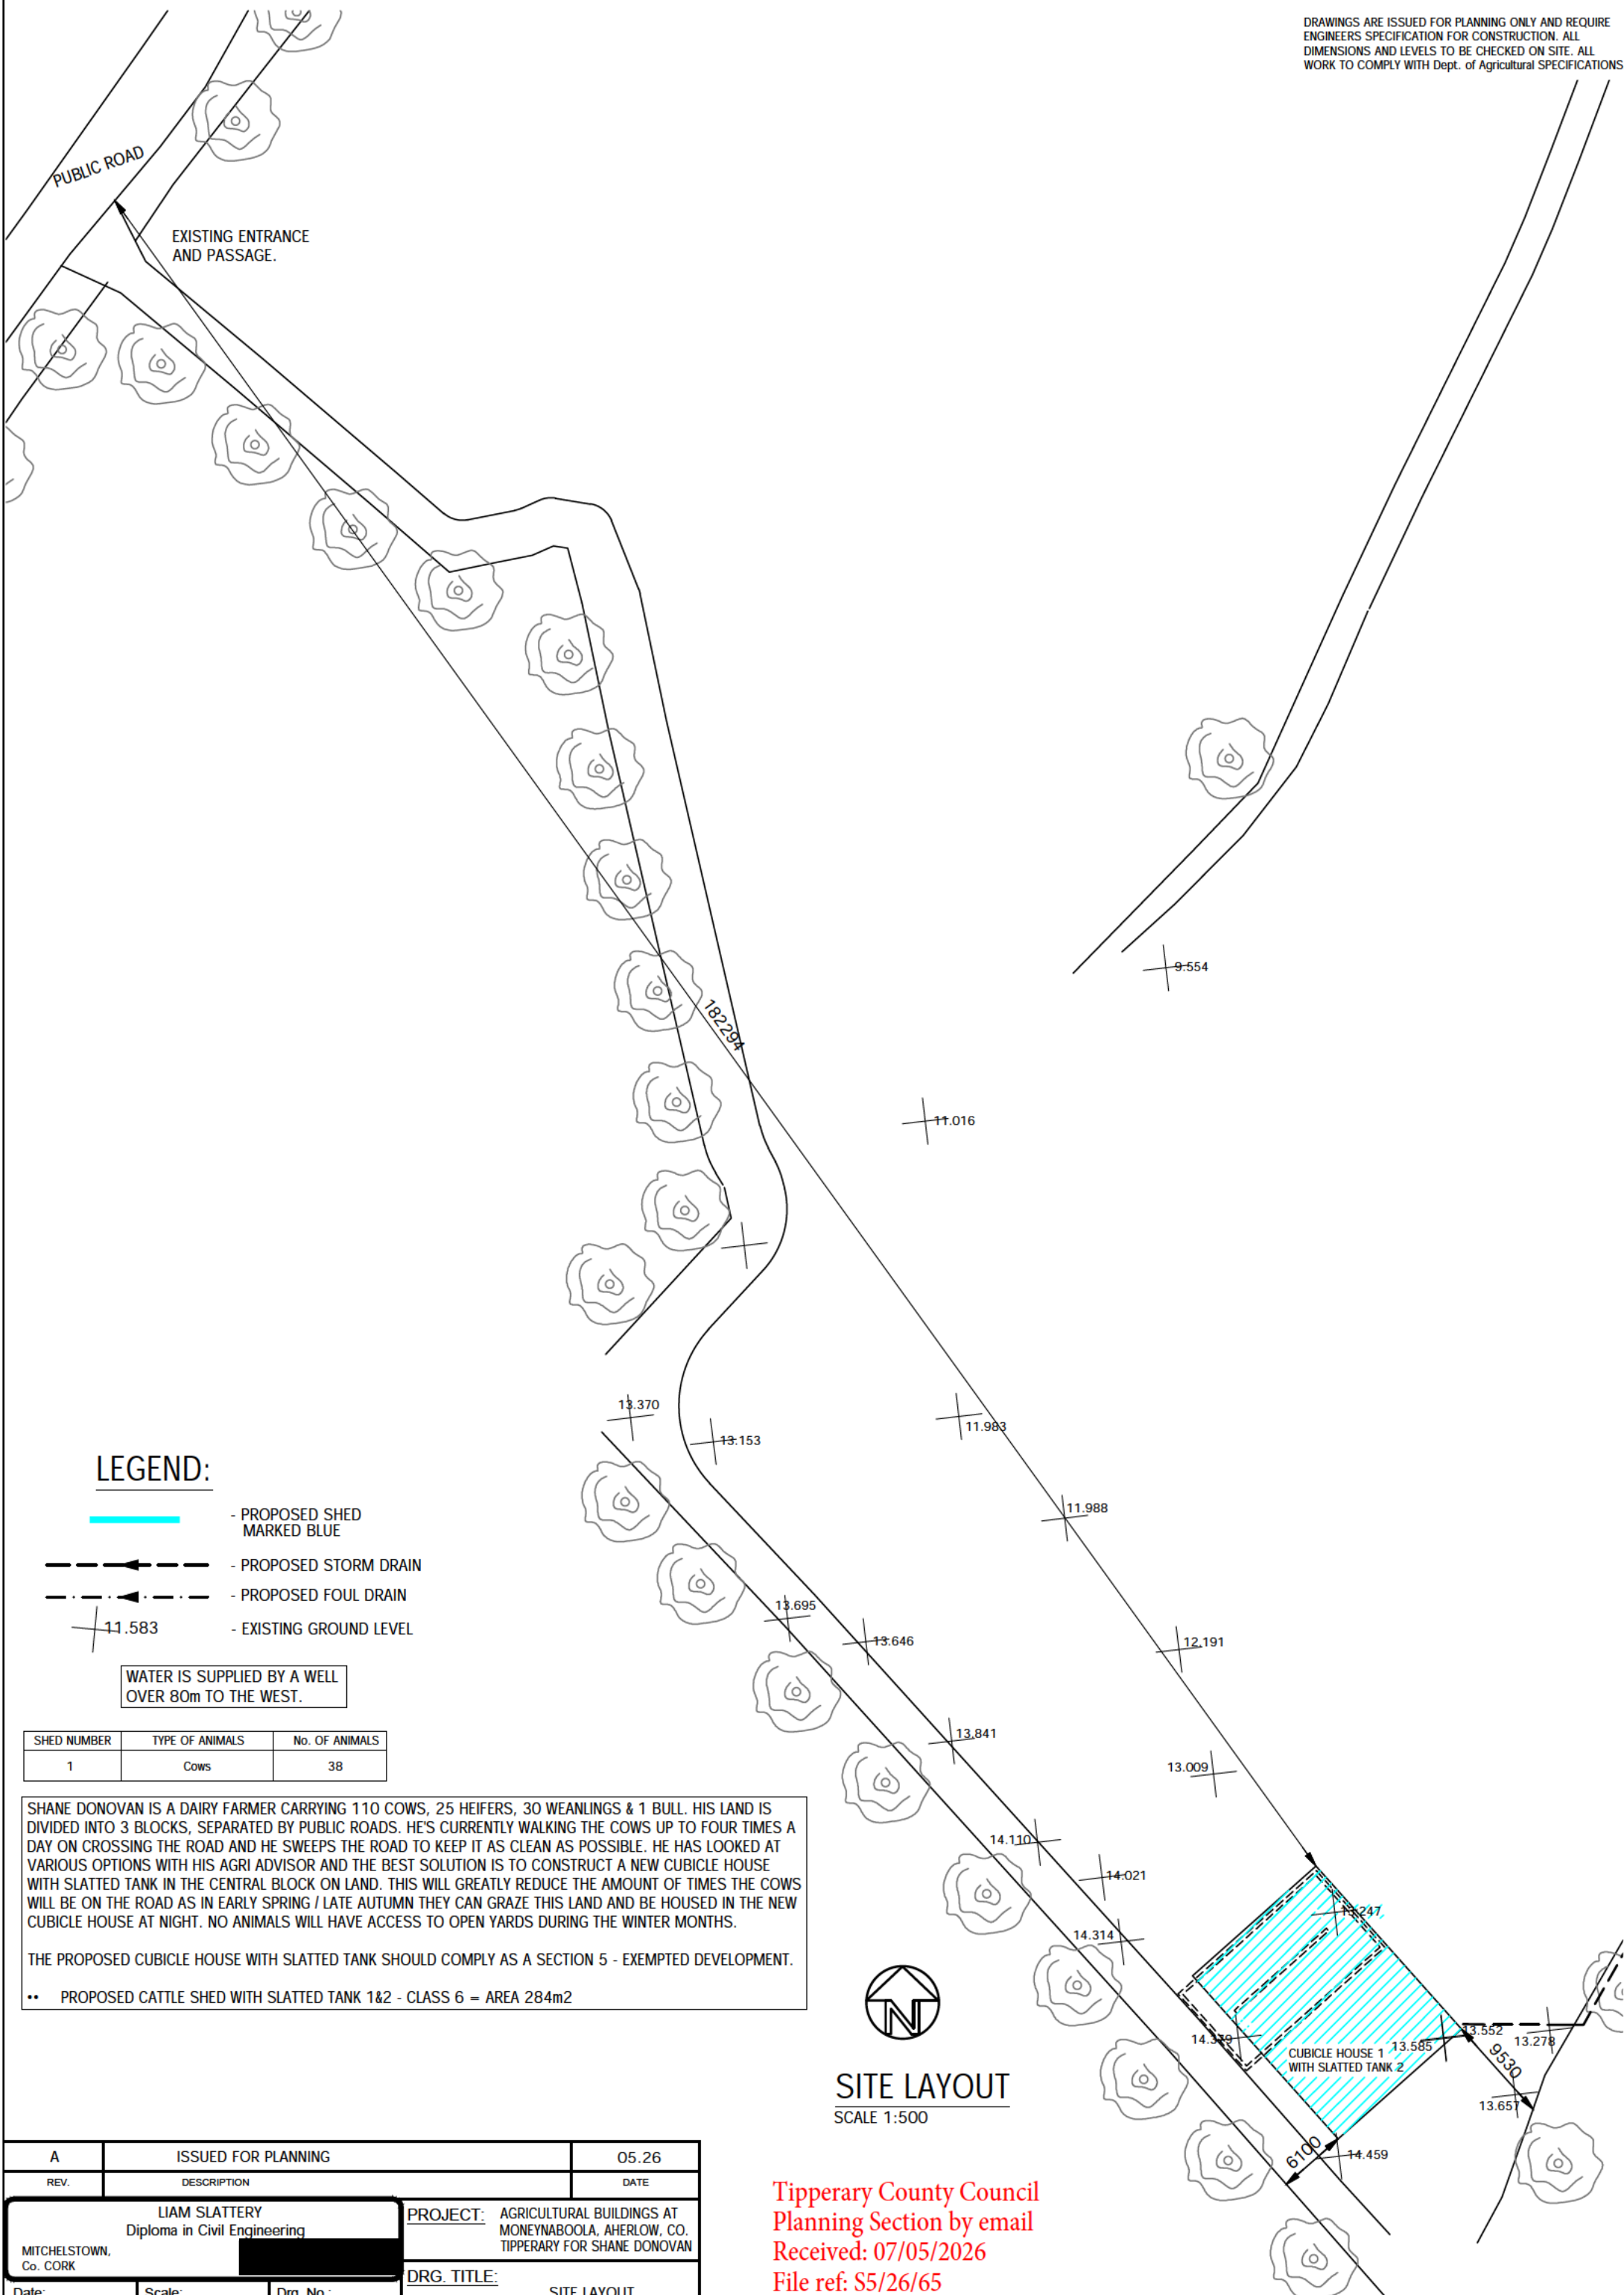 DRAWINGS ARE ISSUED FOR PLANNING ONLY AND REQUIRE
ENGINEERS SPECIFICATION FOR CONSTRUCTION. ALL
DIMENSIONS AND LEVELS TO BE CHECKED ON SITE. ALL
WORK TO COMPLY WITH Dept. of Agricultural SPECIFICATIONS
PUBLIC ROAD
EXISTING ENTRANCE
AND PASSAGE.
9.554
182294
11.016
13.370
13.153
11.983
11.988
13.695
13.646
12.191
13.841
13.009
14.110
14.021
14.314
13.247
14.379
13.585
13.552
13.278
CUBICLE HOUSE 1
WITH SLATTED TANK 2
9530
13.657
6100
14.459
LEGEND:
- PROPOSED SHED
MARKED BLUE
- PROPOSED STORM DRAIN
- PROPOSED FOUL DRAIN
11.583
- EXISTING GROUND LEVEL
WATER IS SUPPLIED BY A WELL
OVER 80m TO THE WEST.
SHED NUMBER TYPE OF ANIMALS No. OF ANIMALS
1 Cows 38
SHANE DONOVAN IS A DAIRY FARMER CARRYING 110 COWS, 25 HEIFERS, 30 WEANLINGS & 1 BULL. HIS LAND IS
DIVIDED INTO 3 BLOCKS, SEPARATED BY PUBLIC ROADS. HE'S CURRENTLY WALKING THE COWS UP TO FOUR TIMES A
DAY ON CROSSING THE ROAD AND HE SWEEPS THE ROAD TO KEEP IT AS CLEAN AS POSSIBLE. HE HAS LOOKED AT
VARIOUS OPTIONS WITH HIS AGRI ADVISOR AND THE BEST SOLUTION IS TO CONSTRUCT A NEW CUBICLE HOUSE
WITH SLATTED TANK IN THE CENTRAL BLOCK ON LAND. THIS WILL GREATLY REDUCE THE AMOUNT OF TIMES THE COWS
WILL BE ON THE ROAD AS IN EARLY SPRING / LATE AUTUMN THEY CAN GRAZE THIS LAND AND BE HOUSED IN THE NEW
CUBICLE HOUSE AT NIGHT. NO ANIMALS WILL HAVE ACCESS TO OPEN YARDS DURING THE WINTER MONTHS.
THE PROPOSED CUBICLE HOUSE WITH SLATTED TANK SHOULD COMPLY AS A SECTION 5 - EXEMPTED DEVELOPMENT.
•• PROPOSED CATTLE SHED WITH SLATTED TANK 1&2 - CLASS 6 = AREA 284m2
N
SITE LAYOUT
SCALE 1:500
A ISSUED FOR PLANNING 05.26
REV. DESCRIPTION DATE
LIAM SLATTERY
Diploma in Civil Engineering
MITCHELSTOWN,
Co. CORK
PROJECT: AGRICULTURAL BUILDINGS AT
MONEYNABOOLA, AHERLOW, CO.
TIPPERARY FOR SHANE DONOVAN
DRG. TITLE:
SITE LAYOUT
Date: Scale: Drg. No.:
Tipperary County Council
Planning Section by email
Received: 07/05/2026
File ref: S5/26/65